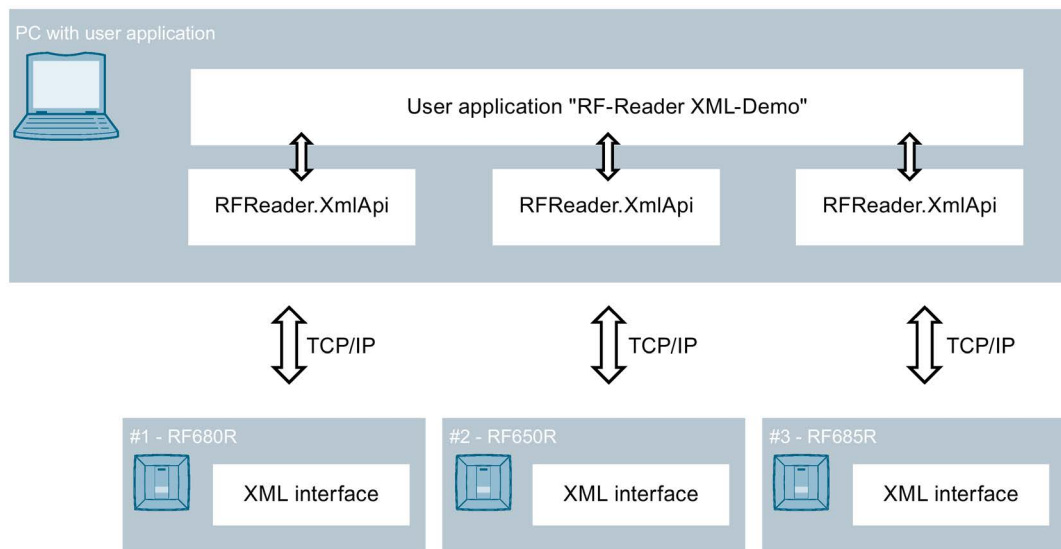 PC with user application
User application "RF-Reader XML-Demo"
RFReader.XmlApi
RFReader.XmlApi
RFReader.XmlApi
TCP/IP
TCP/IP
TCP/IP
#1 - RF680R
#2 - RF650R
#3 - RF685R
XML interface
XML interface
XML interface